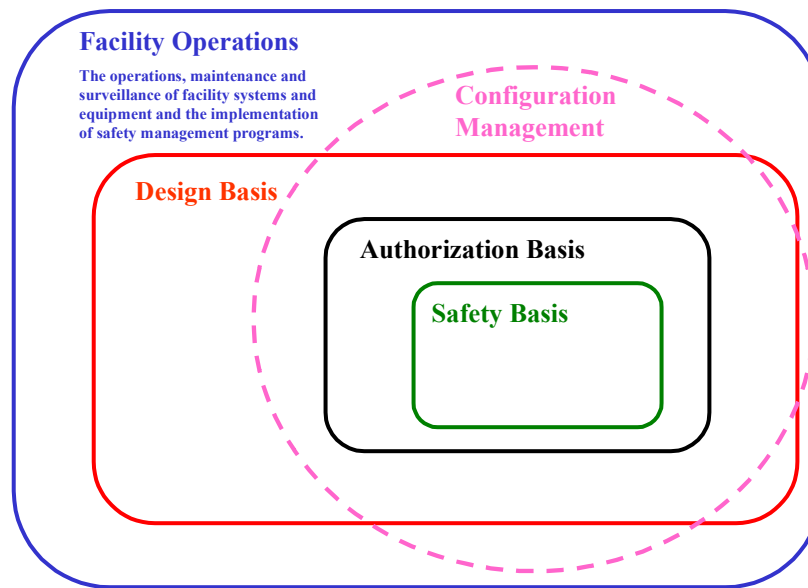 Facility Operations
The operations, maintenance and
surveillance of facility systems and
equipment and the implementation
of safety management programs.
Configuration
Management
Design Basis
Authorization Basis
Safety Basis